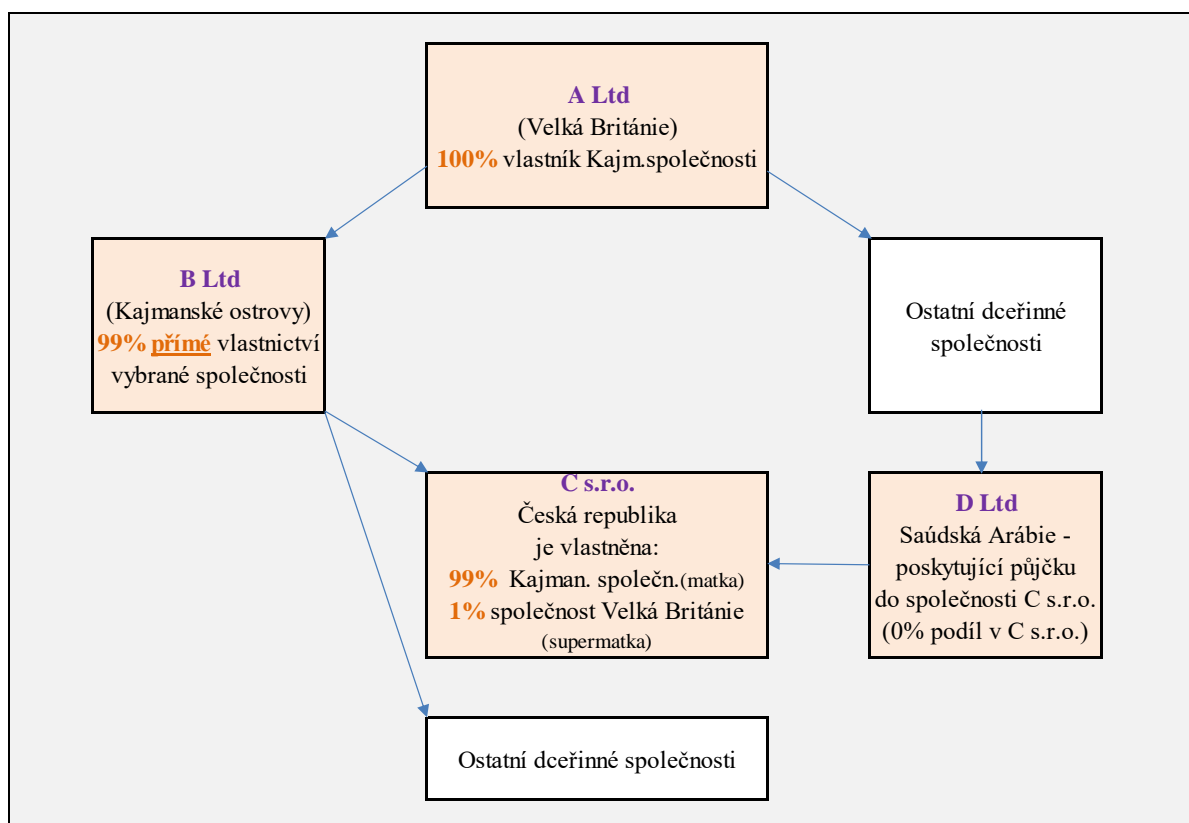 A Ltd
(Velká Británie)
100% vlastník Kajm.společnosti
B Ltd
(Kajmanské ostrovy)
99% přímé vlastnictví
vybrané společnosti
Ostatní dceřinné
společnosti
C s.r.o.
Česká republika
je vlastněna:
99% Kajman. společn.(matka)
1% společnost Velká Británie
(supermatka)
D Ltd
Saúdská Arábie -
poskytující půjčku
do společnosti C s.r.o.
(0% podíl v C s.r.o.)
Ostatní dceřinné společnosti